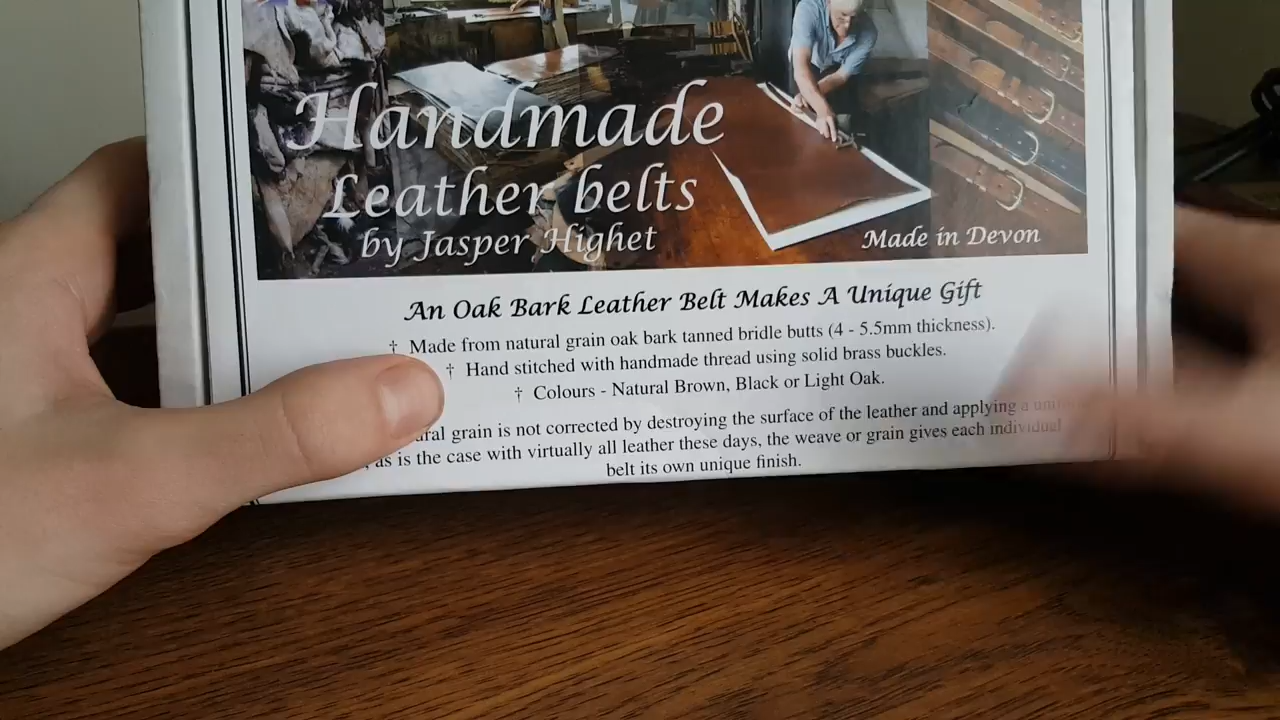 Handmade
Leather belts
by Jasper Highet
Made in Devon
An Oak Bark Leather Belt Makes A Unique Gift
† Made from natural grain oak bark tanned bridle butts (4 - 5.5mm thickness).
† Hand stitched with handmade thread using solid brass buckles.
† Colours - Natural Brown, Black or Light Oak.
grain is not corrected by destroying the surface of the leather and applying a
as is the case with virtually all leather these days, the weave or grain gives each individual
belt its own unique finish.